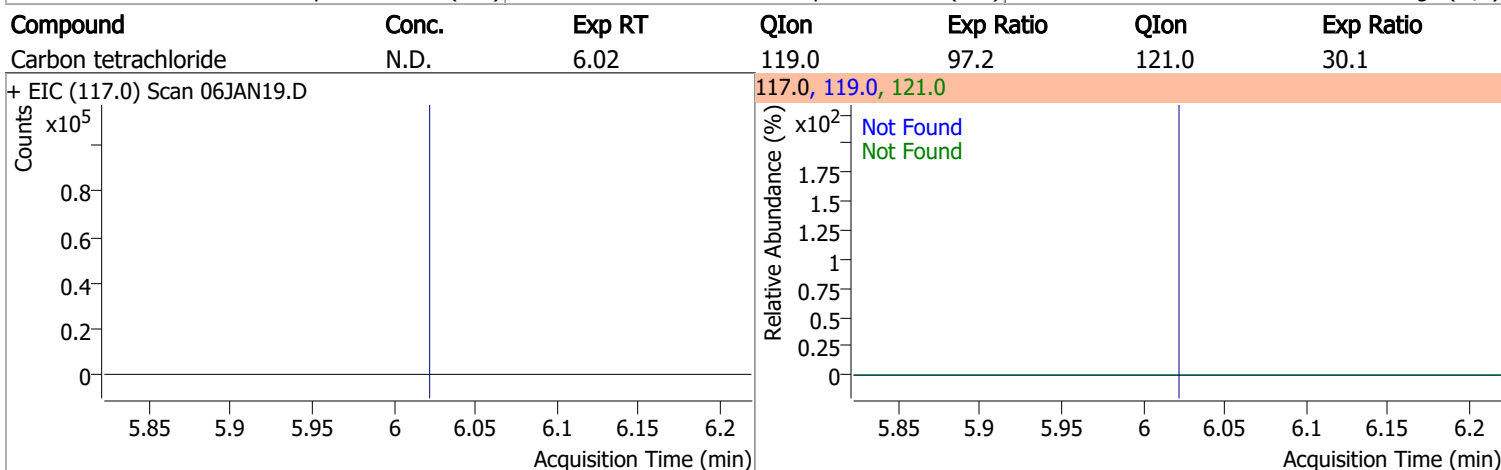 Compound Conc. Exp RT QIon Exp Ratio QIon Exp Ratio
Carbon tetrachloride N.D. 6.02 119.0 97.2 121.0 30.1
+ EIC (117.0) Scan 06JAN19.D
Counts
x10⁵
0.8
0.6
0.4
0.2
0
5.85 5.9 5.95 6 6.05 6.1 6.15 6.2
Acquisition Time (min)
117.0, 119.0, 121.0
Relative Abundance (%)
x10²
Not Found
Not Found
1.75
1.5
1.25
1
0.75
0.5
0.25
0
5.85 5.9 5.95 6 6.05 6.1 6.15 6.2
Acquisition Time (min)